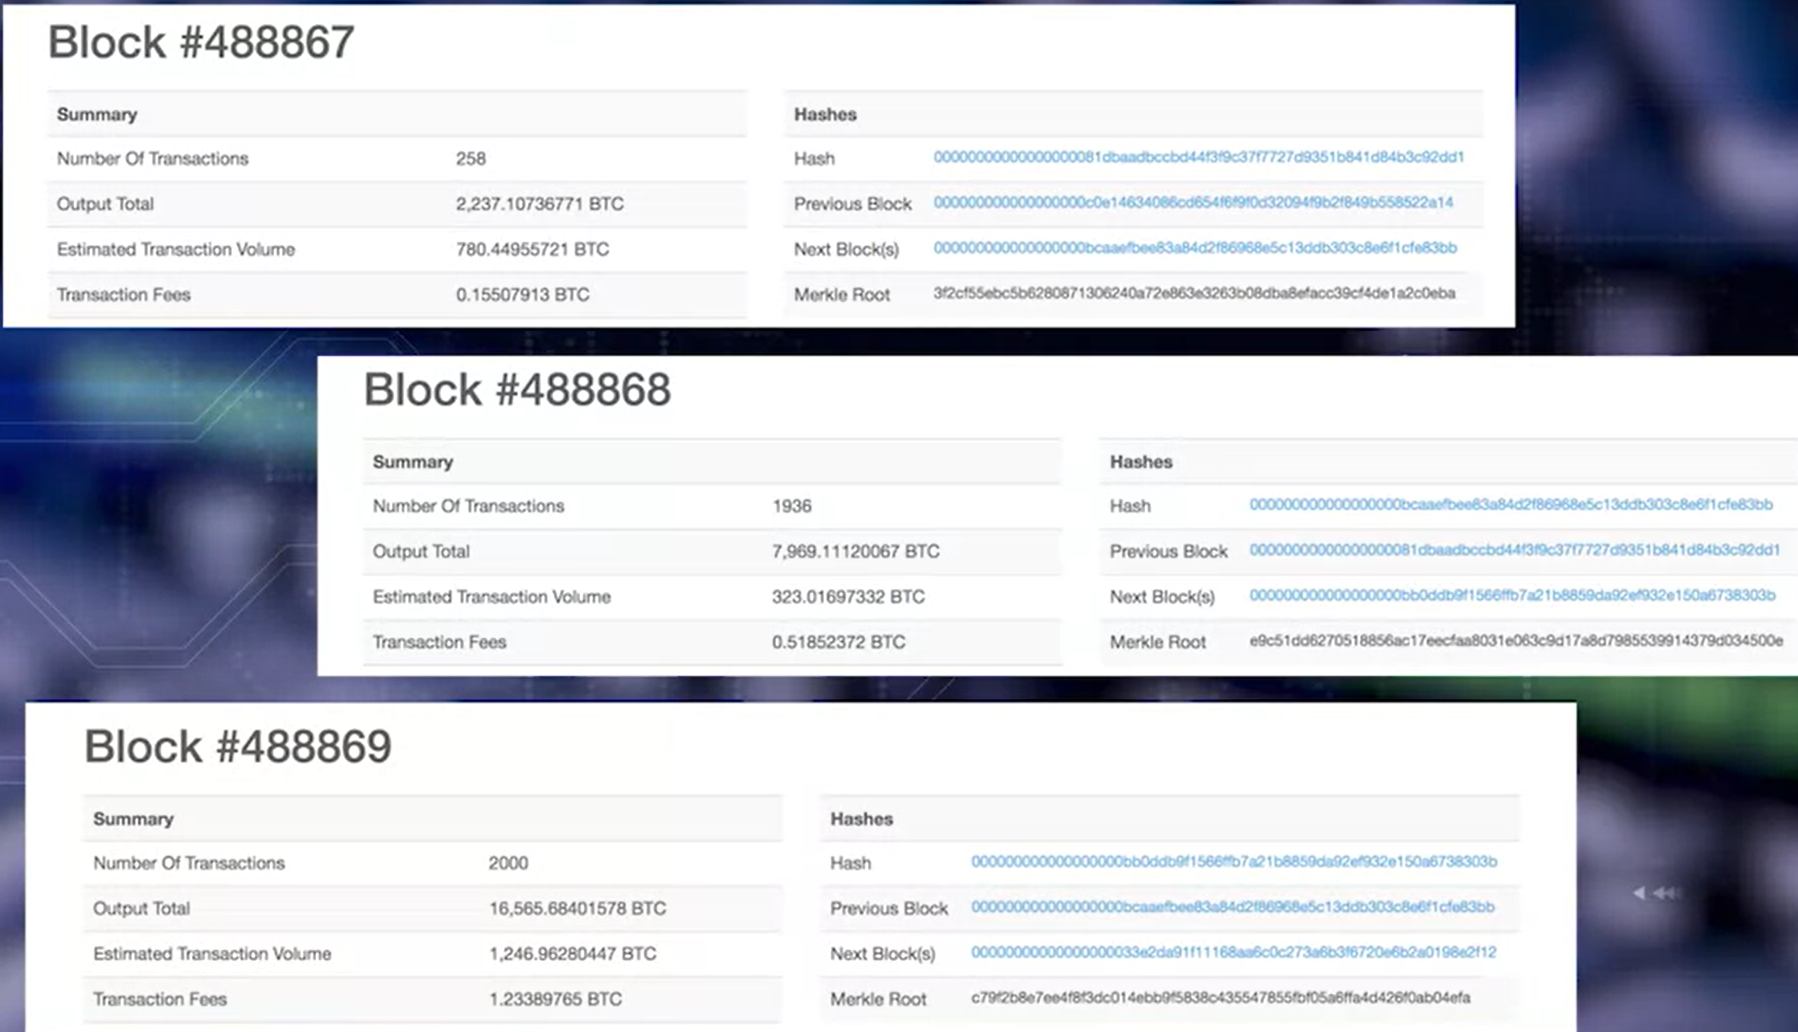 Block #488867
Summary
Hashes
Number Of Transactions 258
Hash 00000000000000000081dbaadbccbd44f3f9c37f7727d9351b841d84b3c92dd1
Output Total 2,237.10736771 BTC
Previous Block 000000000000000000c0e14634086cd654f6f9f0d32094f9b2f849b558522a14
Estimated Transaction Volume 780.44955721 BTC
Next Block(s) 000000000000000000bcaaefbee83a84d2f86968e5c13ddb303c8e6f1cfe83bb
Transaction Fees 0.15507913 BTC
Merkle Root 3f2cf55ebc5b6280871306240a72e863e3263b08dba8efacc39cf4de1a2c0eba
Block #488868
Summary
Hashes
Number Of Transactions 1936
Hash 000000000000000000bcaaefbee83a84d2f86968e5c13ddb303c8e6f1cfe83bb
Output Total 7,969.11120067 BTC
Previous Block 00000000000000000081dbaadbccbd44f3f9c37f7727d9351b841d84b3c92dd1
Estimated Transaction Volume 323.01697332 BTC
Next Block(s) 000000000000000000bb0ddb9f1566ffb7a21b8859da92ef932e150a6738303b
Transaction Fees 0.51852372 BTC
Merkle Root e9c51dd6270518856ac17eecfaa8031e063c9d17a8d7985539914379d034500e
Block #488869
Summary
Hashes
Number Of Transactions 2000
Hash 000000000000000000bb0ddb9f1566ffb7a21b8859da92ef932e150a6738303b
Output Total 16,565.68401578 BTC
Previous Block 000000000000000000bcaaefbee83a84d2f86968e5c13ddb303c8e6f1cfe83bb
Estimated Transaction Volume 1,246.96280447 BTC
Next Block(s) 00000000000000000033e2da91f11168aa6c0c273a6b3f6720e6b2a0198e2f12
Transaction Fees 1.23389765 BTC
Merkle Root c79f2b8e7ee4f8f3dc014ebb9f5838c435547855fbf05a6ffa4d426f0ab04efa